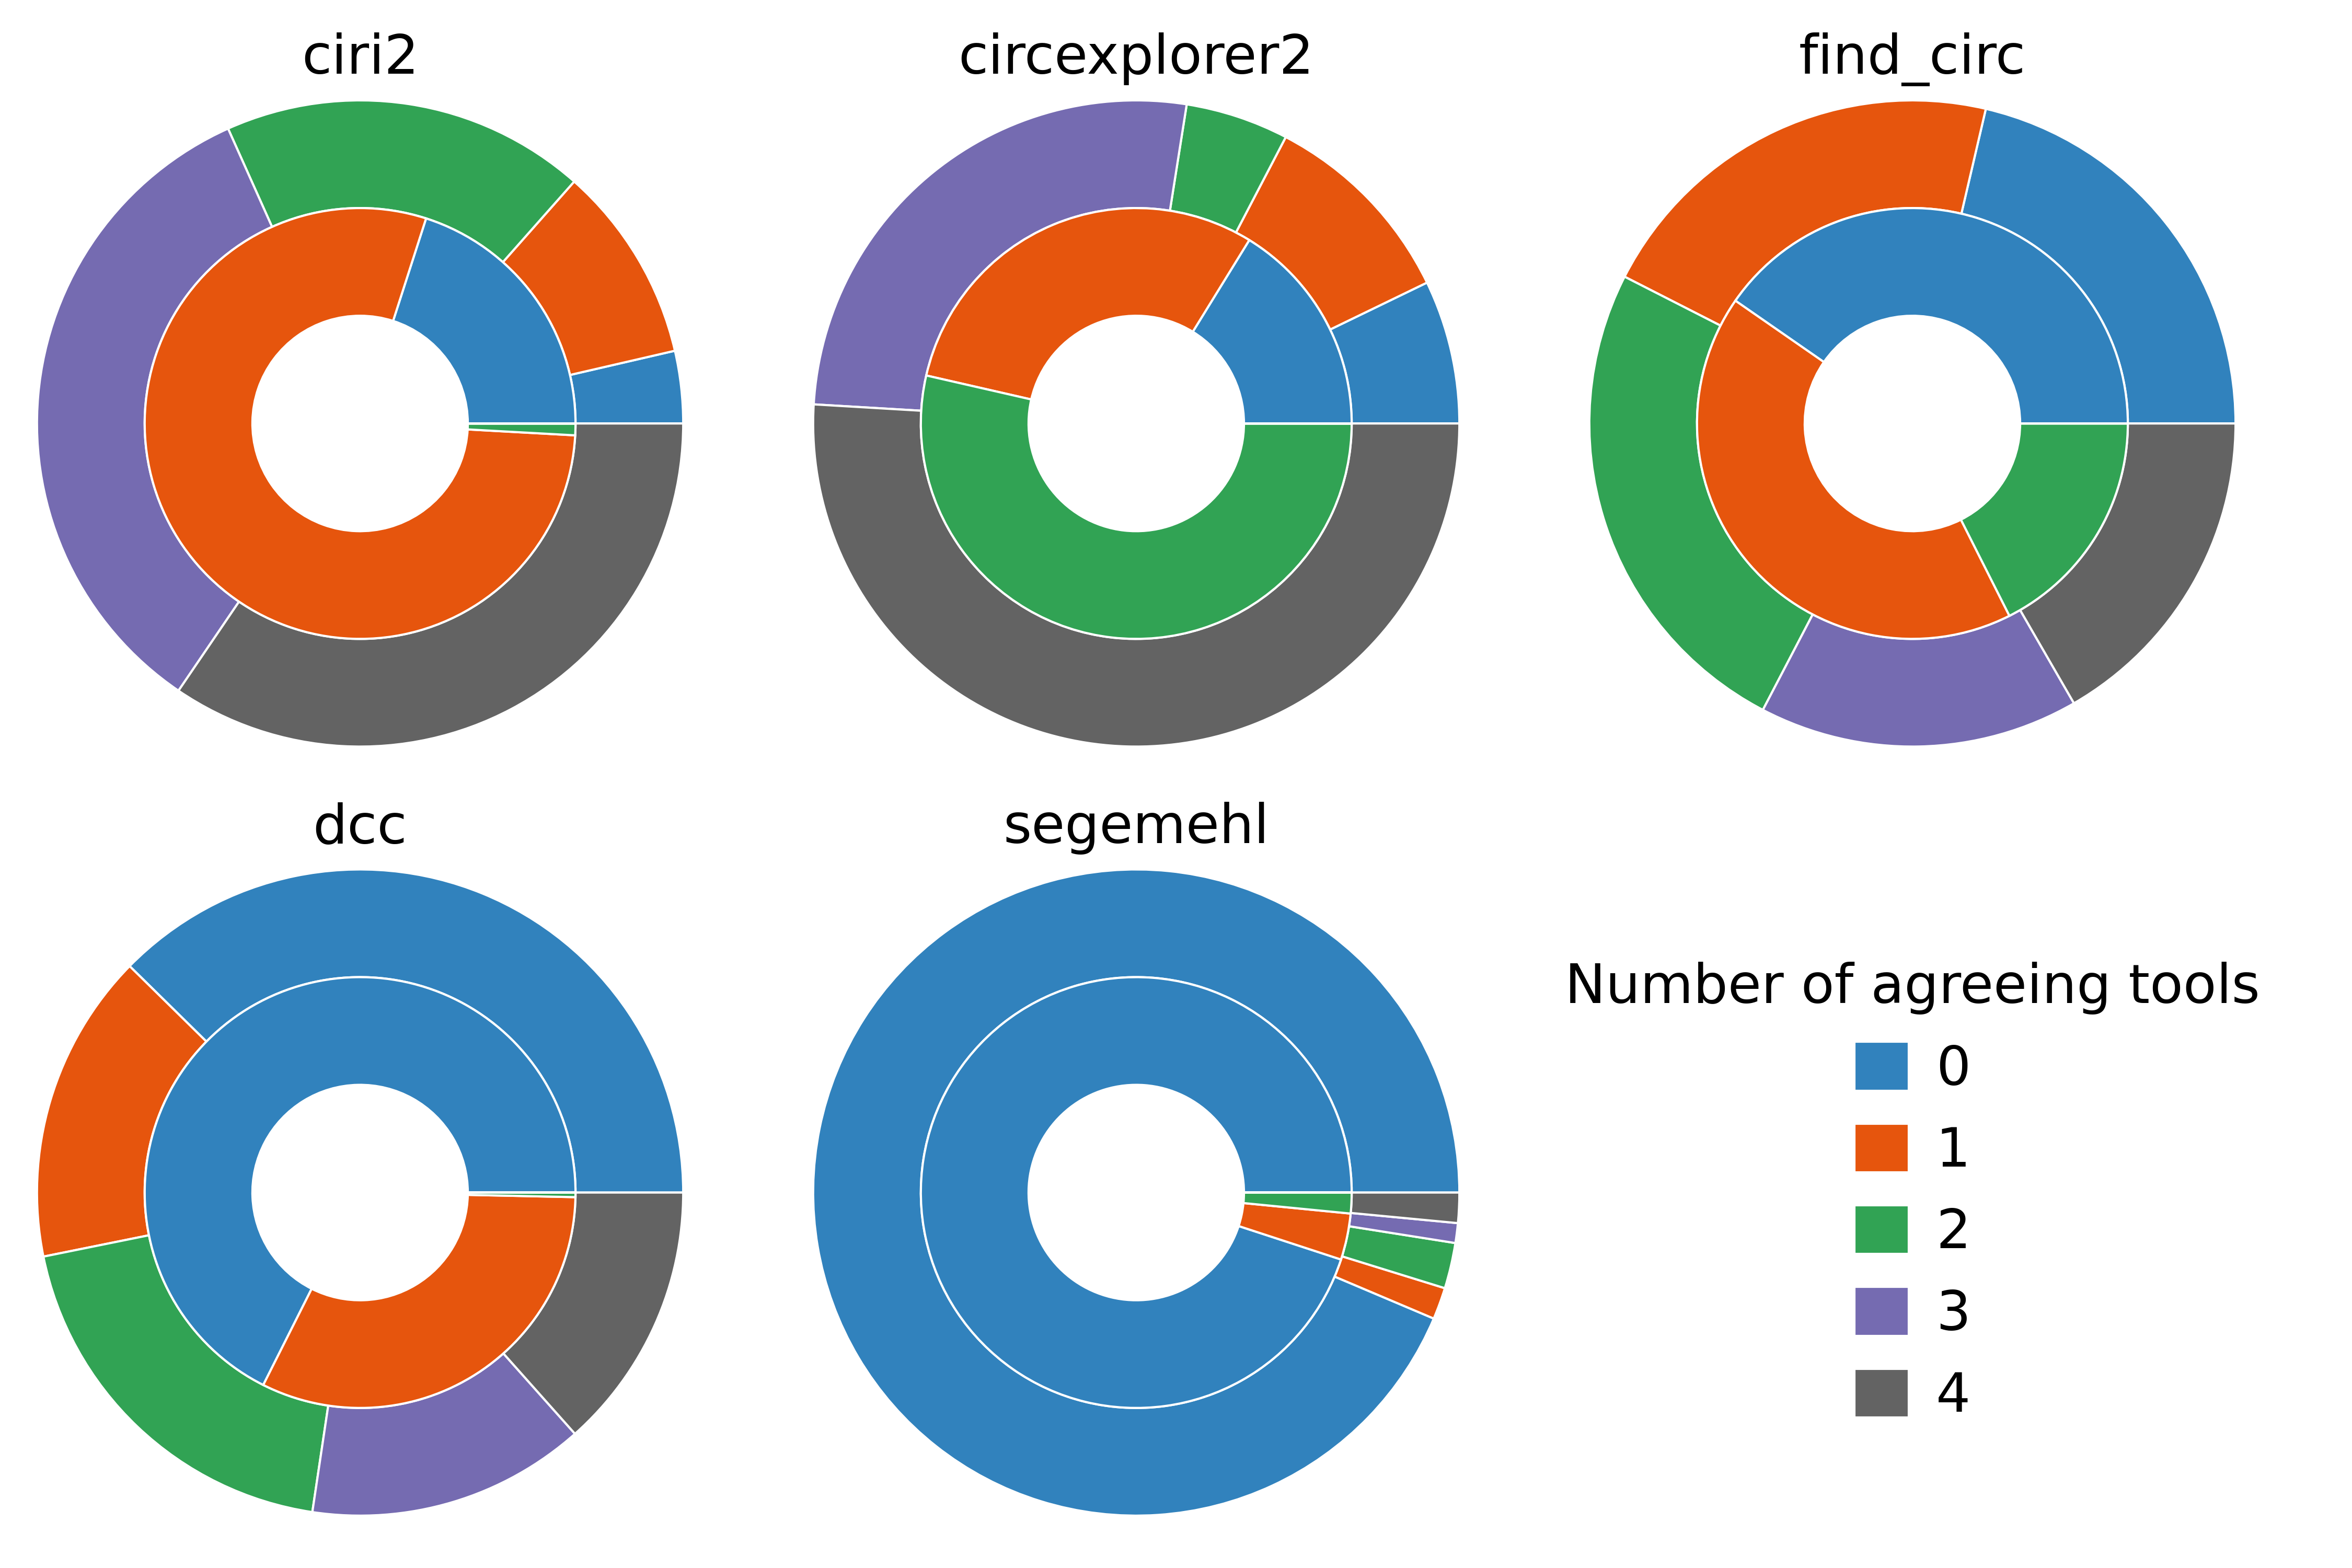 ciri2
circexplorer2
find_circ
dcc
segemehl
Number of agreeing tools
0
1
2
3
4